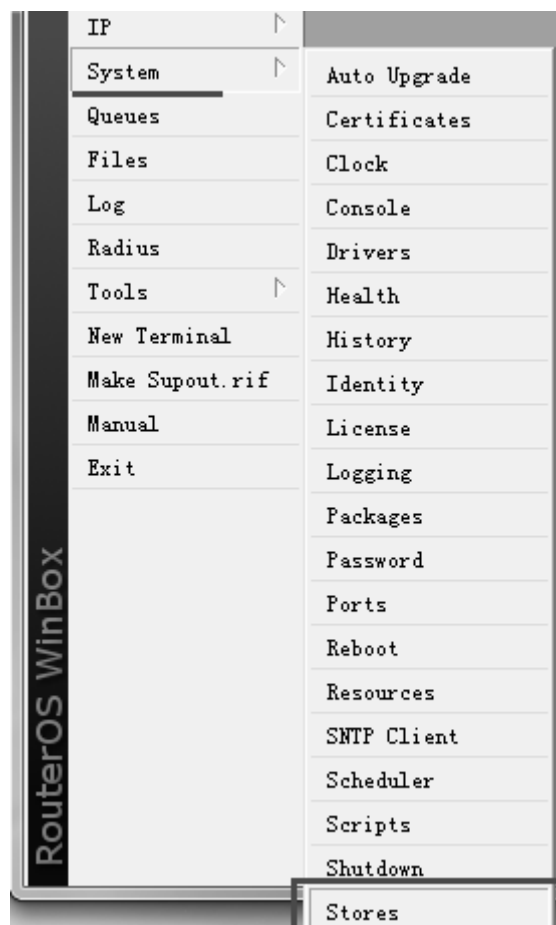 IP
System
Queues
Files
Log
Radius
Tools
New Terminal
Make Supout.rif
Manual
Exit
Auto Upgrade
Certificates
Clock
Console
Drivers
Health
History
Identity
License
Logging
Packages
Password
Ports
Reboot
Resources
SNTP Client
Scheduler
Scripts
Shutdown
Stores
RouterOS WinBox